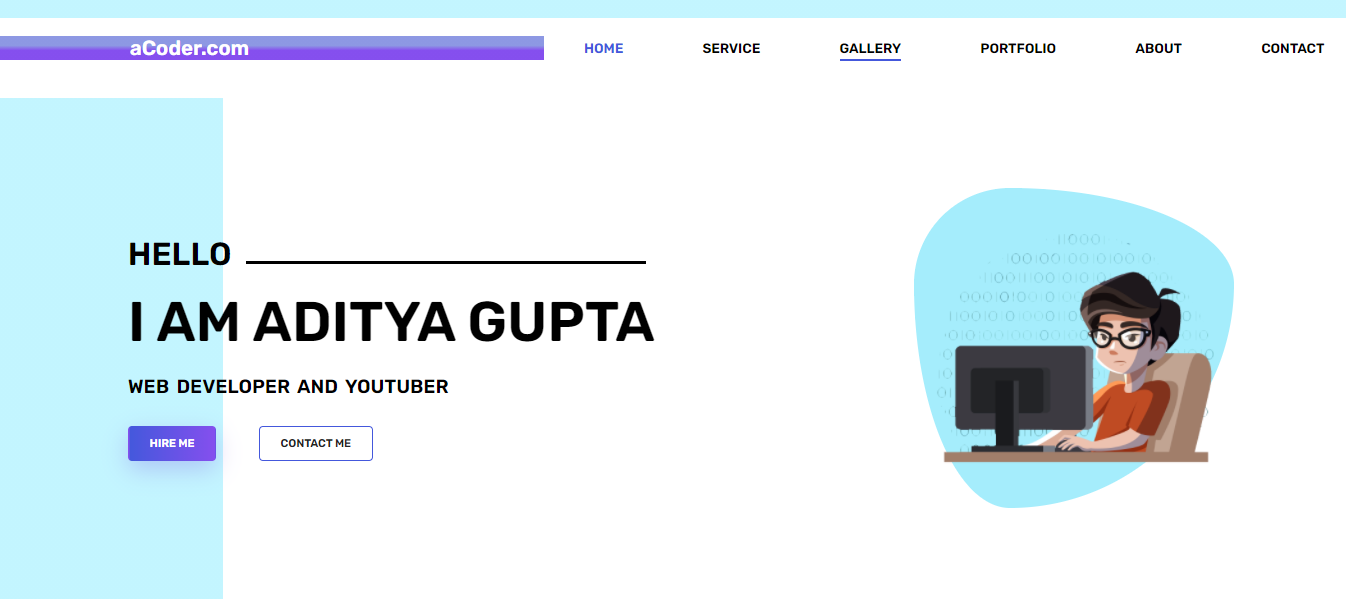 aCoder.com
HOME SERVICE GALLERY PORTFOLIO ABOUT CONTACT
HELLO
I AM ADITYA GUPTA
WEB DEVELOPER AND YOUTUBER
HIRE ME CONTACT ME